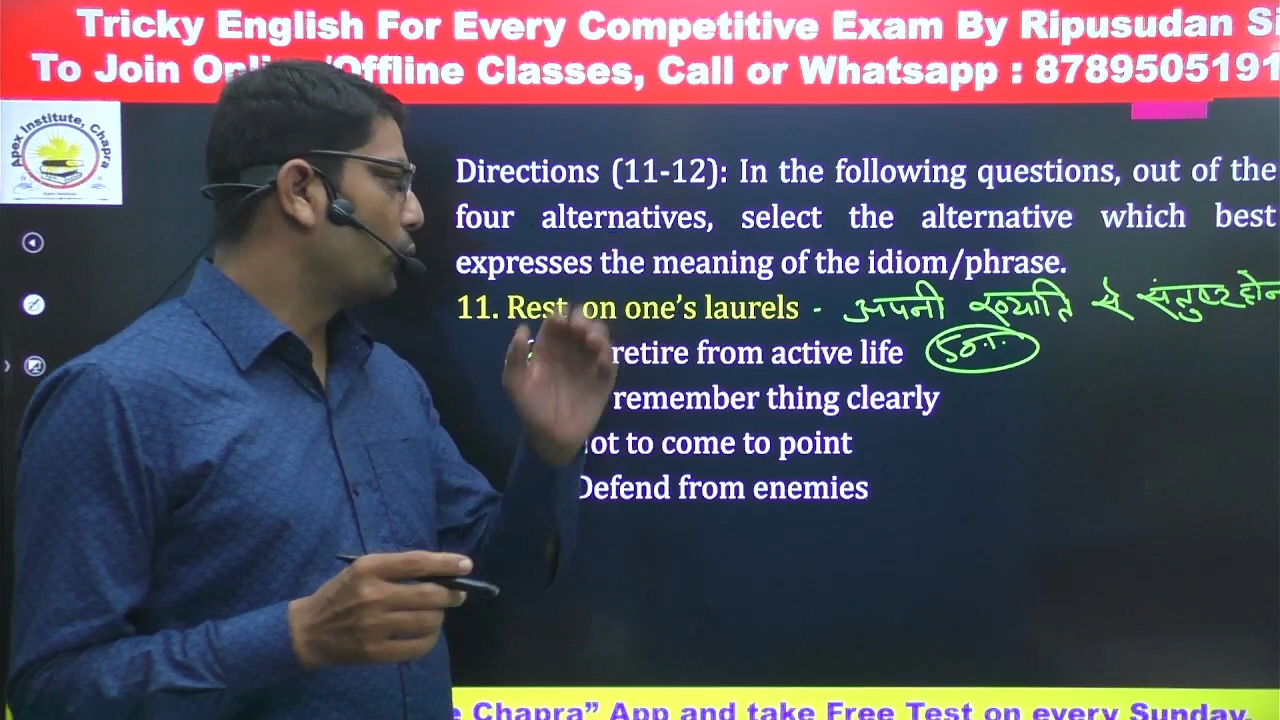 Tricky English For Every Competitive Exam By Ripusudan
To Join Offline Classes, Call or Whatsapp : 878950519
Apex Institute, Chapra
Directions (11-12): In the following questions, out of the
four alternatives, select the alternative which best
expresses the meaning of the idiom/phrase.
11. Rest on one's laurels - अपनी ख्याति से संतुष्ट
retire from active life
remember thing clearly
to come to point
Defend from enemies
Chapra” App and take Free Test on every Sunday.